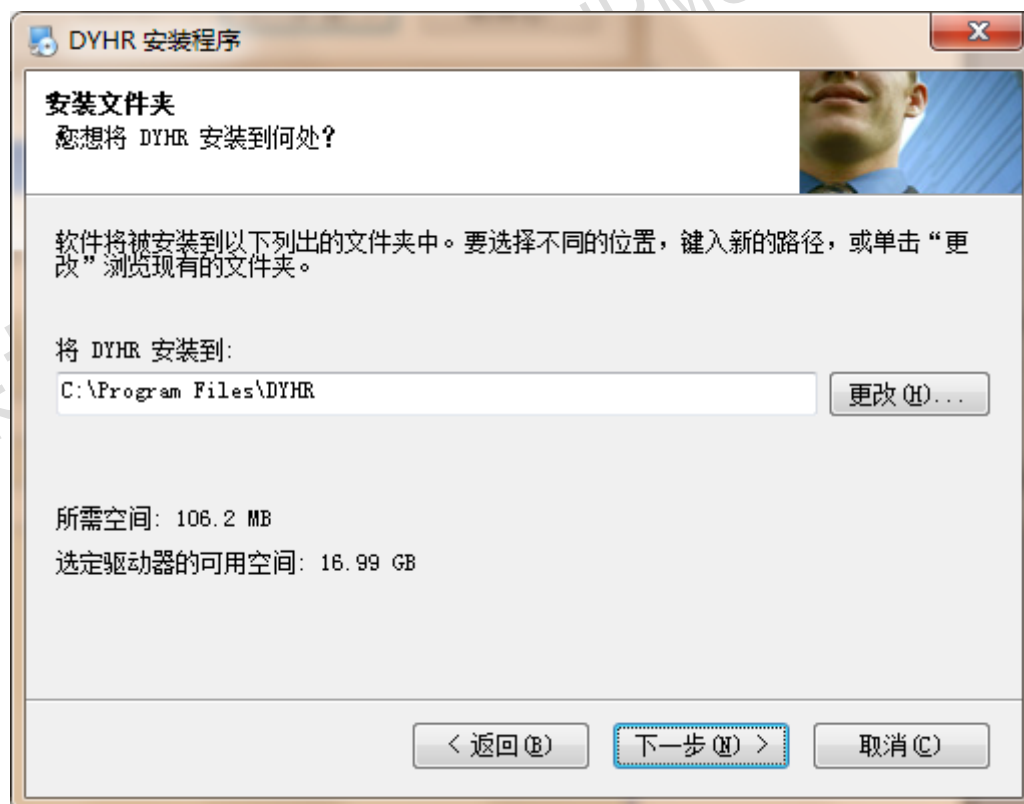 DYHR 安装程序
安装文件夹
您想将 DYHR 安装到何处？
软件将被安装到以下列出的文件夹中。要选择不同的位置，键入新的路径，或单击“更
改”浏览现有的文件夹。
将 DYHR 安装到:
C:\Program Files\DYHR
更改(H)...
所需空间: 106.2 MB
选定驱动器的可用空间: 16.99 GB
< 返回(B)
下一步(N) >
取消(C)